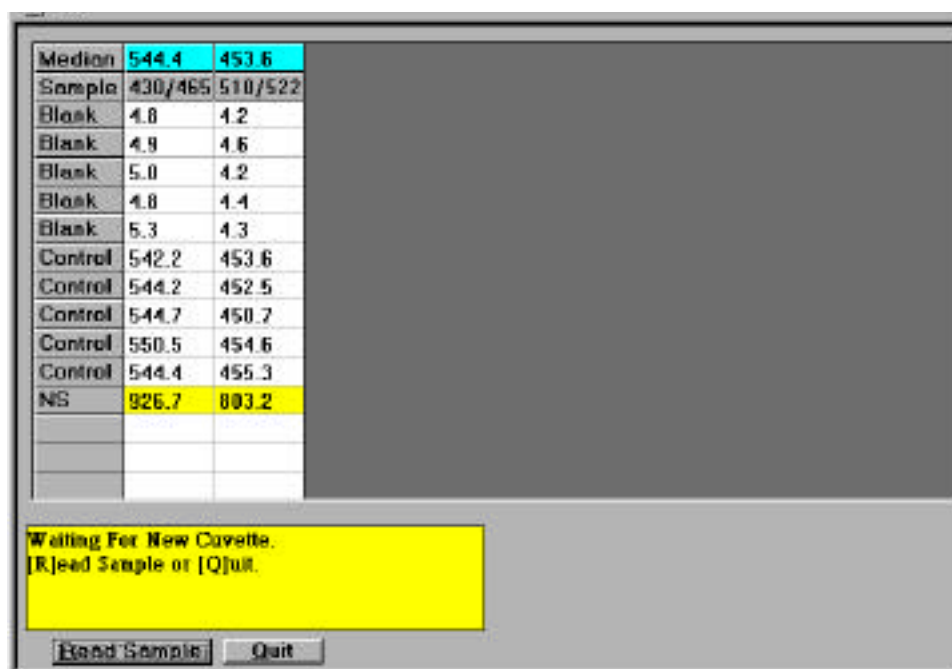 Median 544.4 453.6
Sample 430/465 510/522
Blank 4.8 4.2
Blank 4.9 4.6
Blank 5.0 4.2
Blank 4.8 4.4
Blank 5.3 4.3
Control 542.2 453.6
Control 544.2 452.5
Control 544.7 450.7
Control 550.5 454.6
Control 544.4 455.3
NS 926.7 803.2
Waiting For New Cuvette.
[R]ead Sample or [Q]uit.
Read Sample Quit